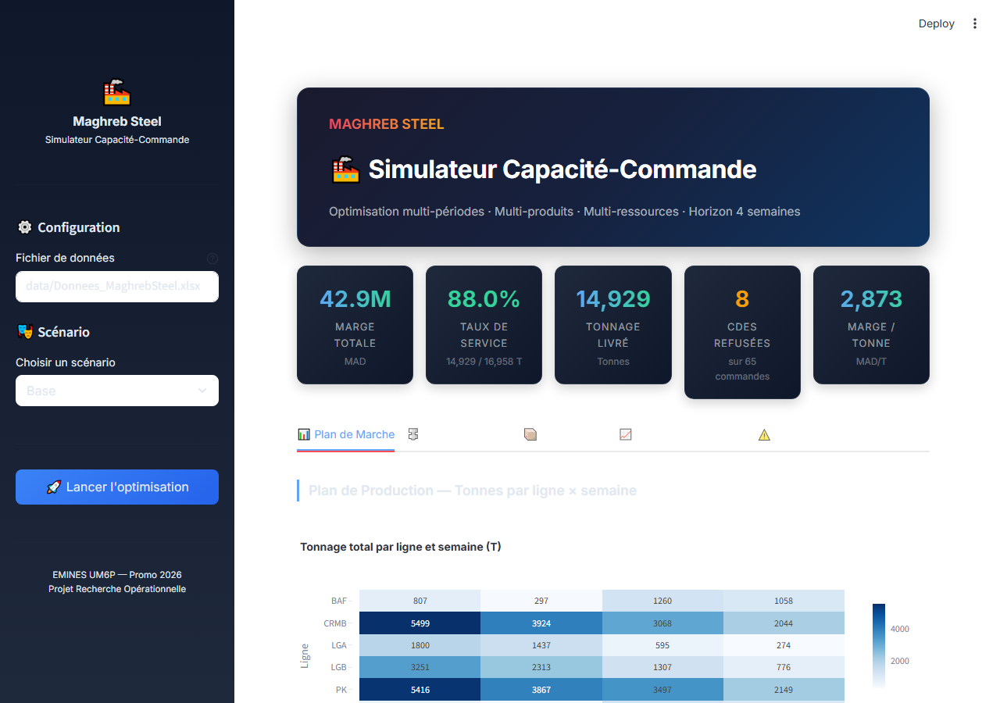 Deploy
Maghreb Steel
Simulateur Capacité-Commande
Configuration
Fichier de données
data/Donnees_MaghrebSteel.xlsx
Scénario
Choisir un scénario
Base
Lancer l'optimisation
EMINES UM6P — Promo 2026
Projet Recherche Opérationnelle
MAGHREB STEEL
Simulateur Capacité-Commande
Optimisation multi-périodes · Multi-produits · Multi-ressources · Horizon 4 semaines
42.9M
MARGE
TOTALE
MAD
88.0%
TAUX DE
SERVICE
14,929 / 16,958 T
14,929
TONNAGE
LIVRÉ
Tonnes
8
CDES
REFUSÉES
sur 65
commandes
2,873
MARGE /
TONNE
MAD/T
Plan de Marche
Plan de Production — Tonnes par ligne × semaine
Tonnage total par ligne et semaine (T)
Ligne
BAF 807 297 1260 1058
CRMB 5499 3924 3068 2044
LGA 1800 1437 595 274
LGB 3251 2313 1307 776
PK 5416 3867 3497 2149
4000
2000